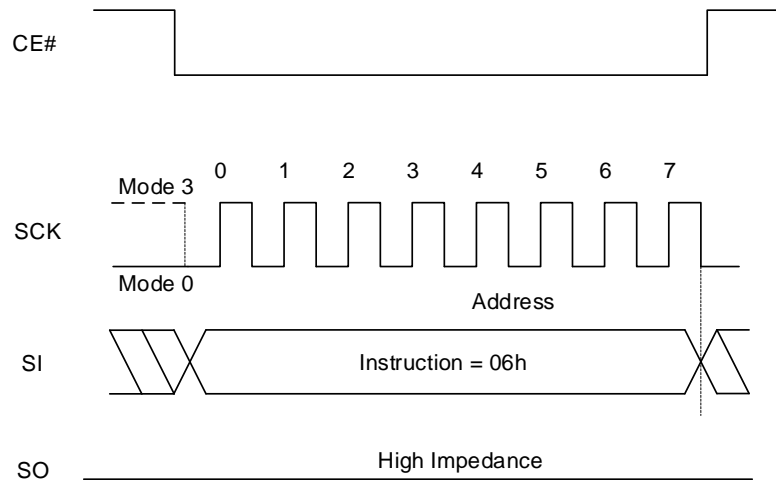 CE#
0 1 2 3 4 5 6 7
Mode 3
SCK
Mode 0
Address
SI
Instruction = 06h
High Impedance
SO